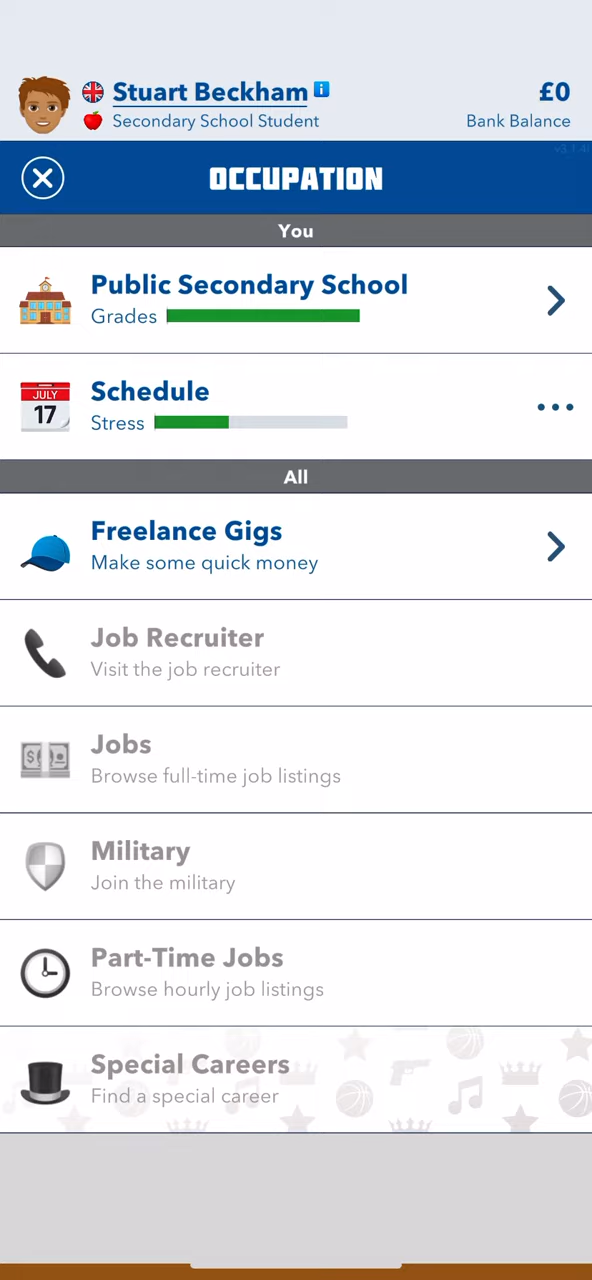 Stuart Beckham
£0
Secondary School Student
Bank Balance
OCCUPATION
You
Public Secondary School
Grades
JULY
17
Schedule
Stress
All
Freelance Gigs
Make some quick money
Job Recruiter
Visit the job recruiter
Jobs
Browse full-time job listings
Military
Join the military
Part-Time Jobs
Browse hourly job listings
Special Careers
Find a special career